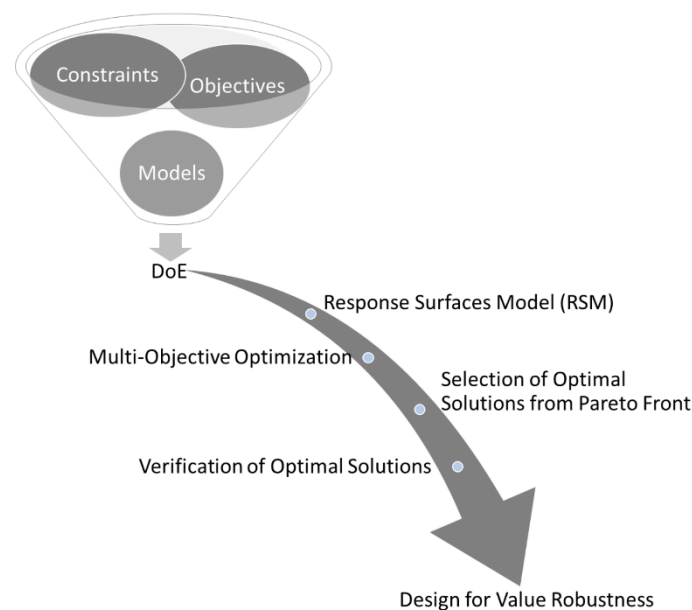 Constraints
Objectives
Models
DoE
Response Surfaces Model (RSM)
Multi-Objective Optimization
Selection of Optimal
Solutions from Pareto Front
Verification of Optimal Solutions
Design for Value Robustness